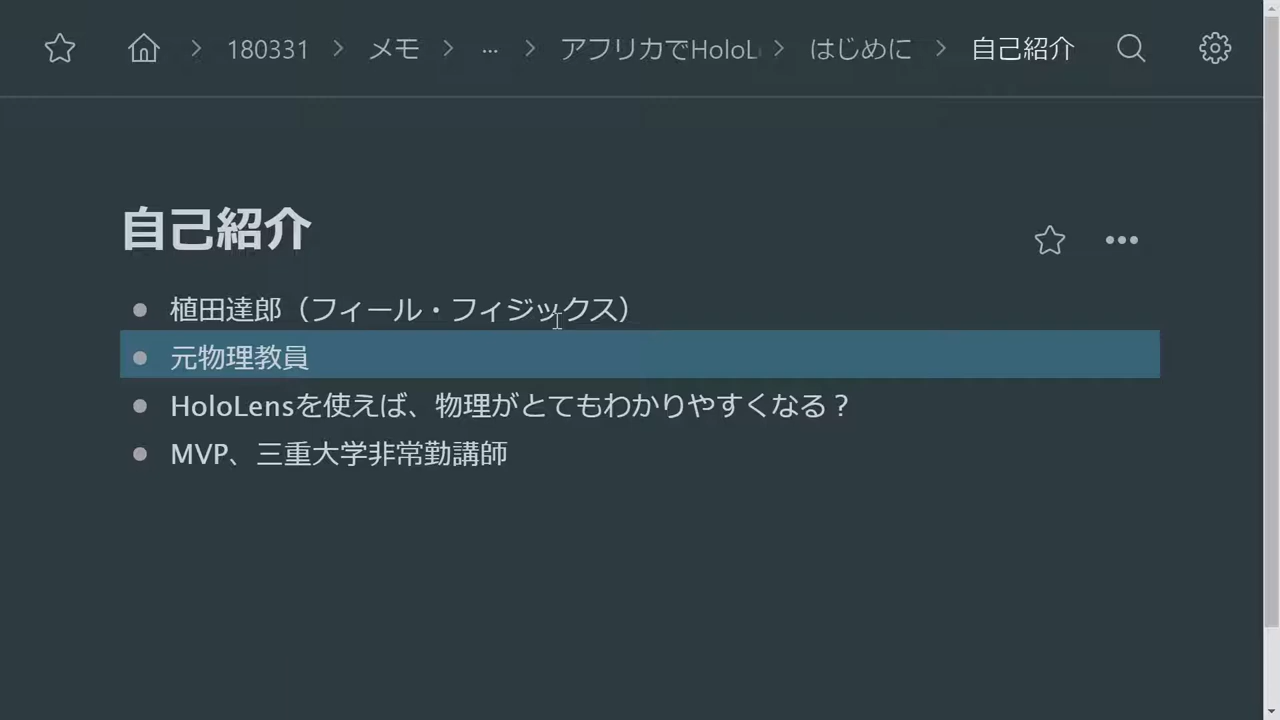 180331 > メモ > ... > アフリカでHoloL > はじめに > 自己紹介
自己紹介
植田達郎（フィール・フィジックス）
元物理教員
HoloLensを使えば、物理がとてもわかりやすくなる？
MVP、三重大学非常勤講師